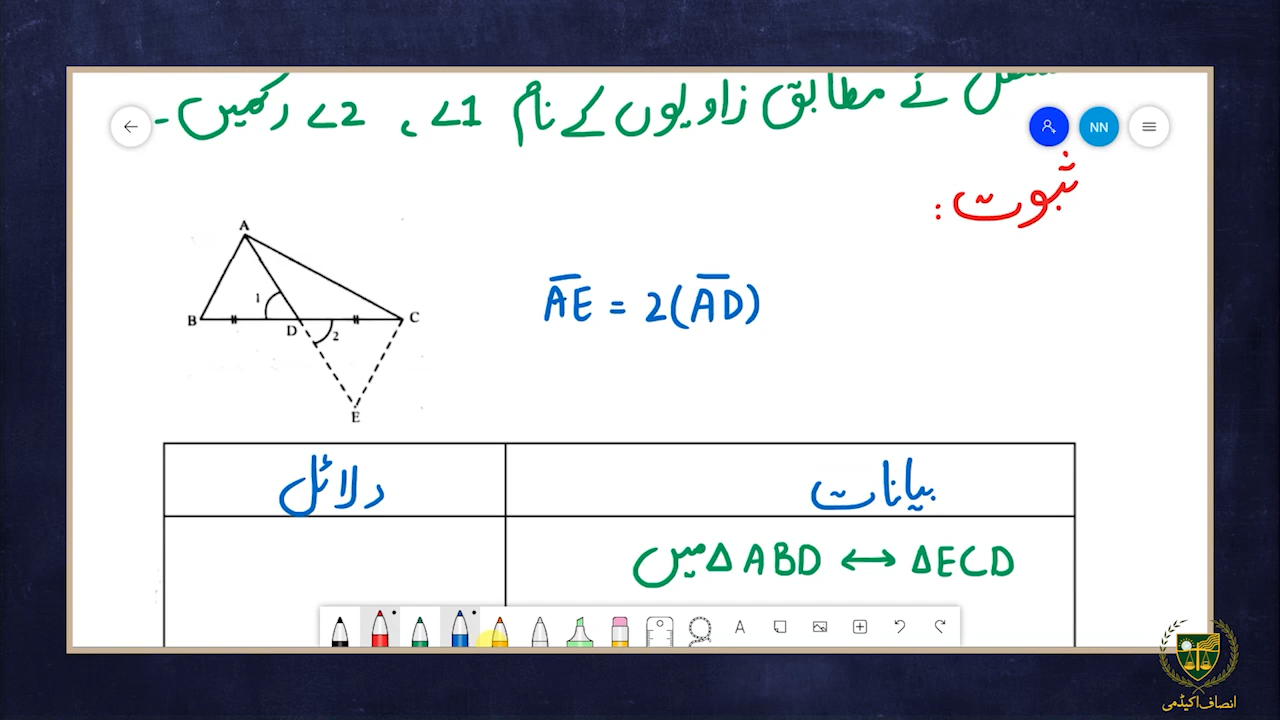 کے مطابق زاویوں کے نام ∠1 ، ∠2 رکھیں -
NN
ثبوت :
A
1
B
D
C
2
E
AE = 2(AD)
بیانات
دلائل
ΔABD ↔ ΔECD میں
A
انصاف اکیڈمی